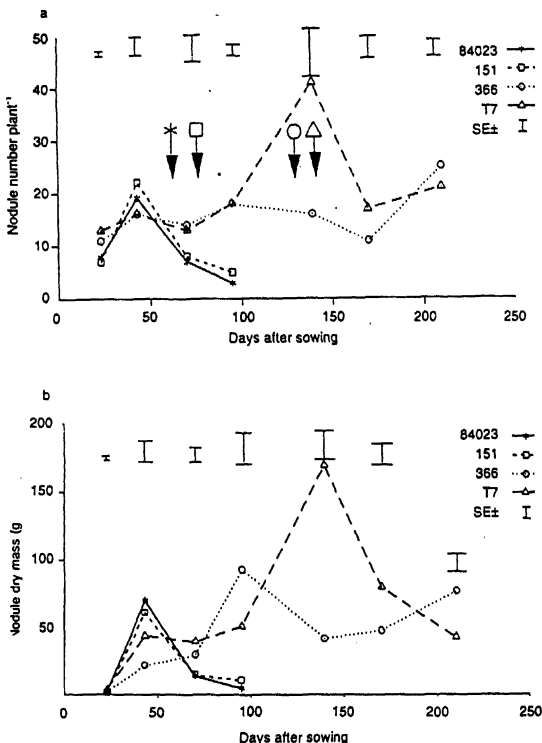 a
Nodule number plant⁻¹
50
40
30
20
10
0
0 50 100 150 200 250
Days after sowing
84023
151
366
T7
SE±
b
Nodule dry mass (g
200
150
100
50
0 50 100 150 200 250
Days after sowing
84023
151
366
T7
SE±